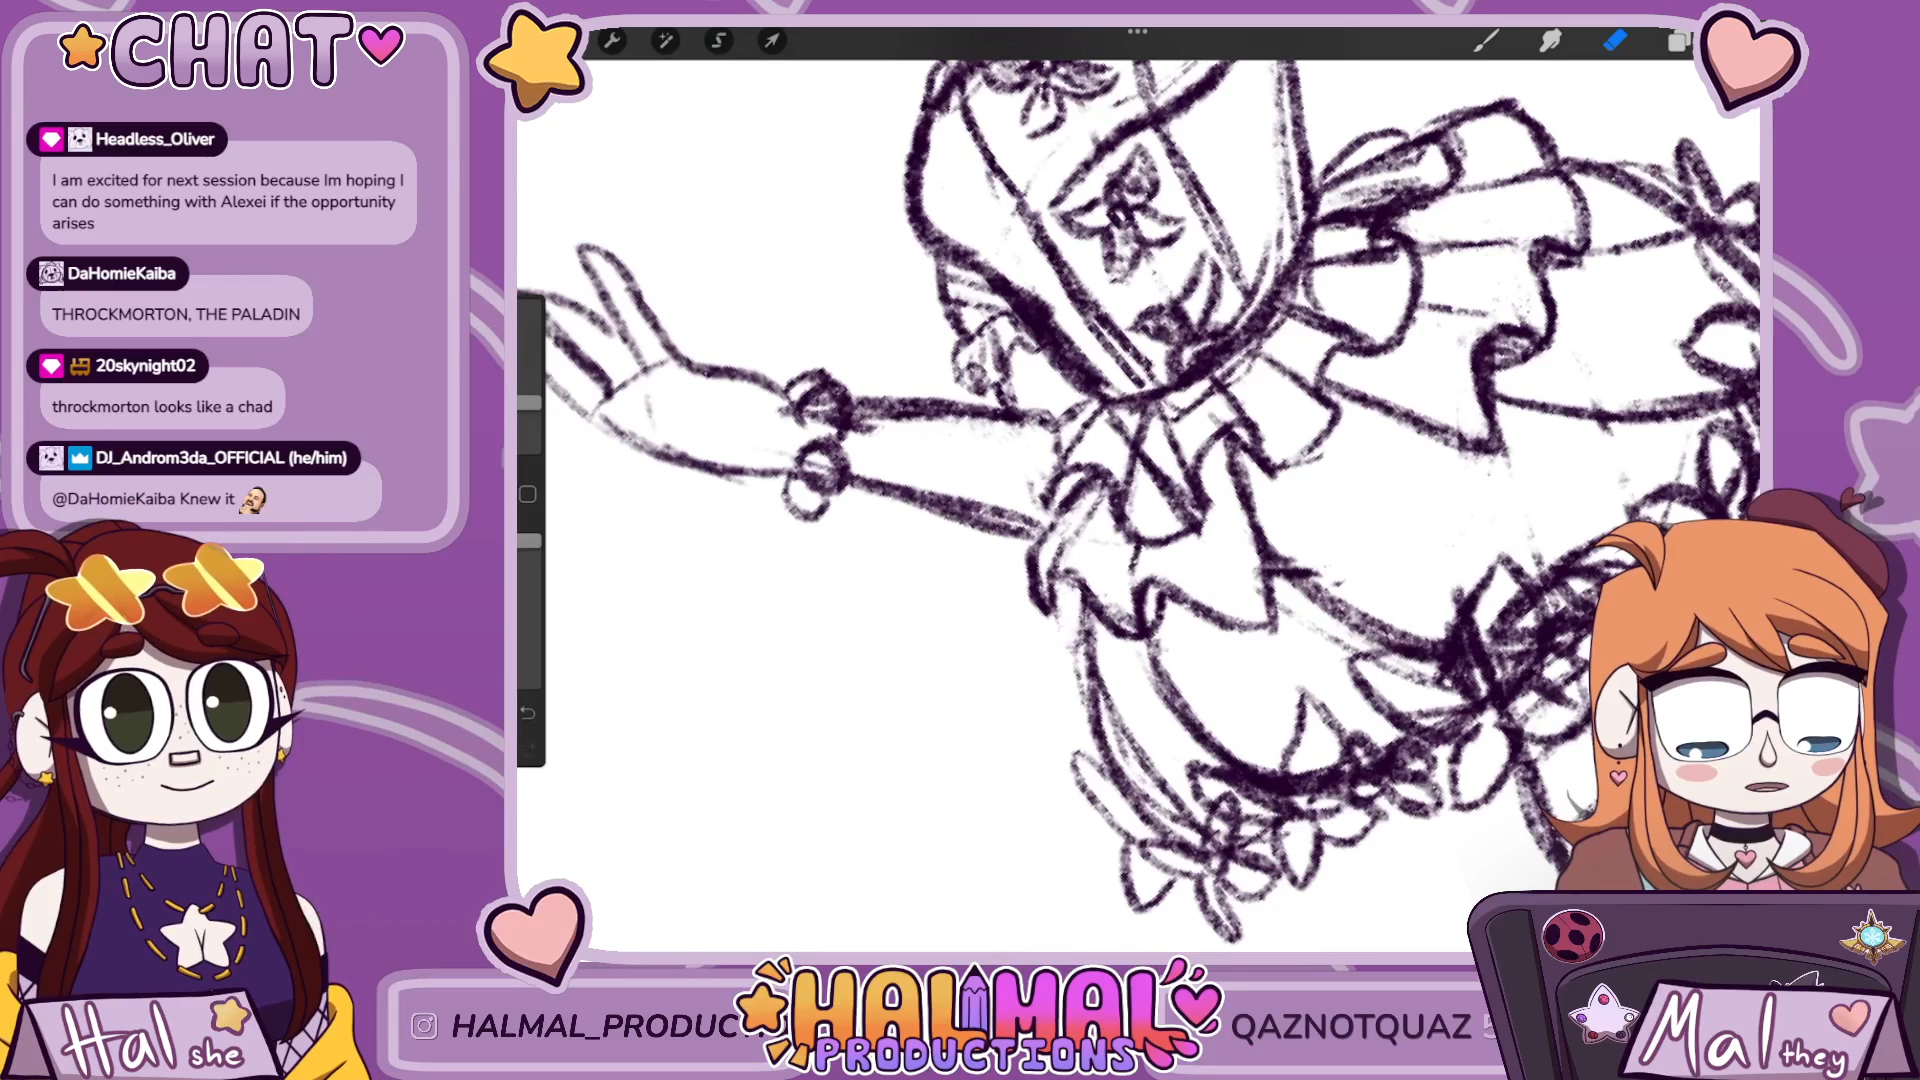 CHAT
Headless_Oliver
I am excited for next session because Im hoping I
can do something with Alexei if the opportunity
arises
DaHomieKaiba
THROCKMORTON, THE PALADIN
20skynight02
throckmorton looks like a chad
DJ_Androm3da_OFFICIAL (he/him)
@DaHomieKaiba Knew it
Hal she
HALMAL_PRODUCT
HALMAL
PRODUCTIONS
QAZNOTQUAZ
Mal they